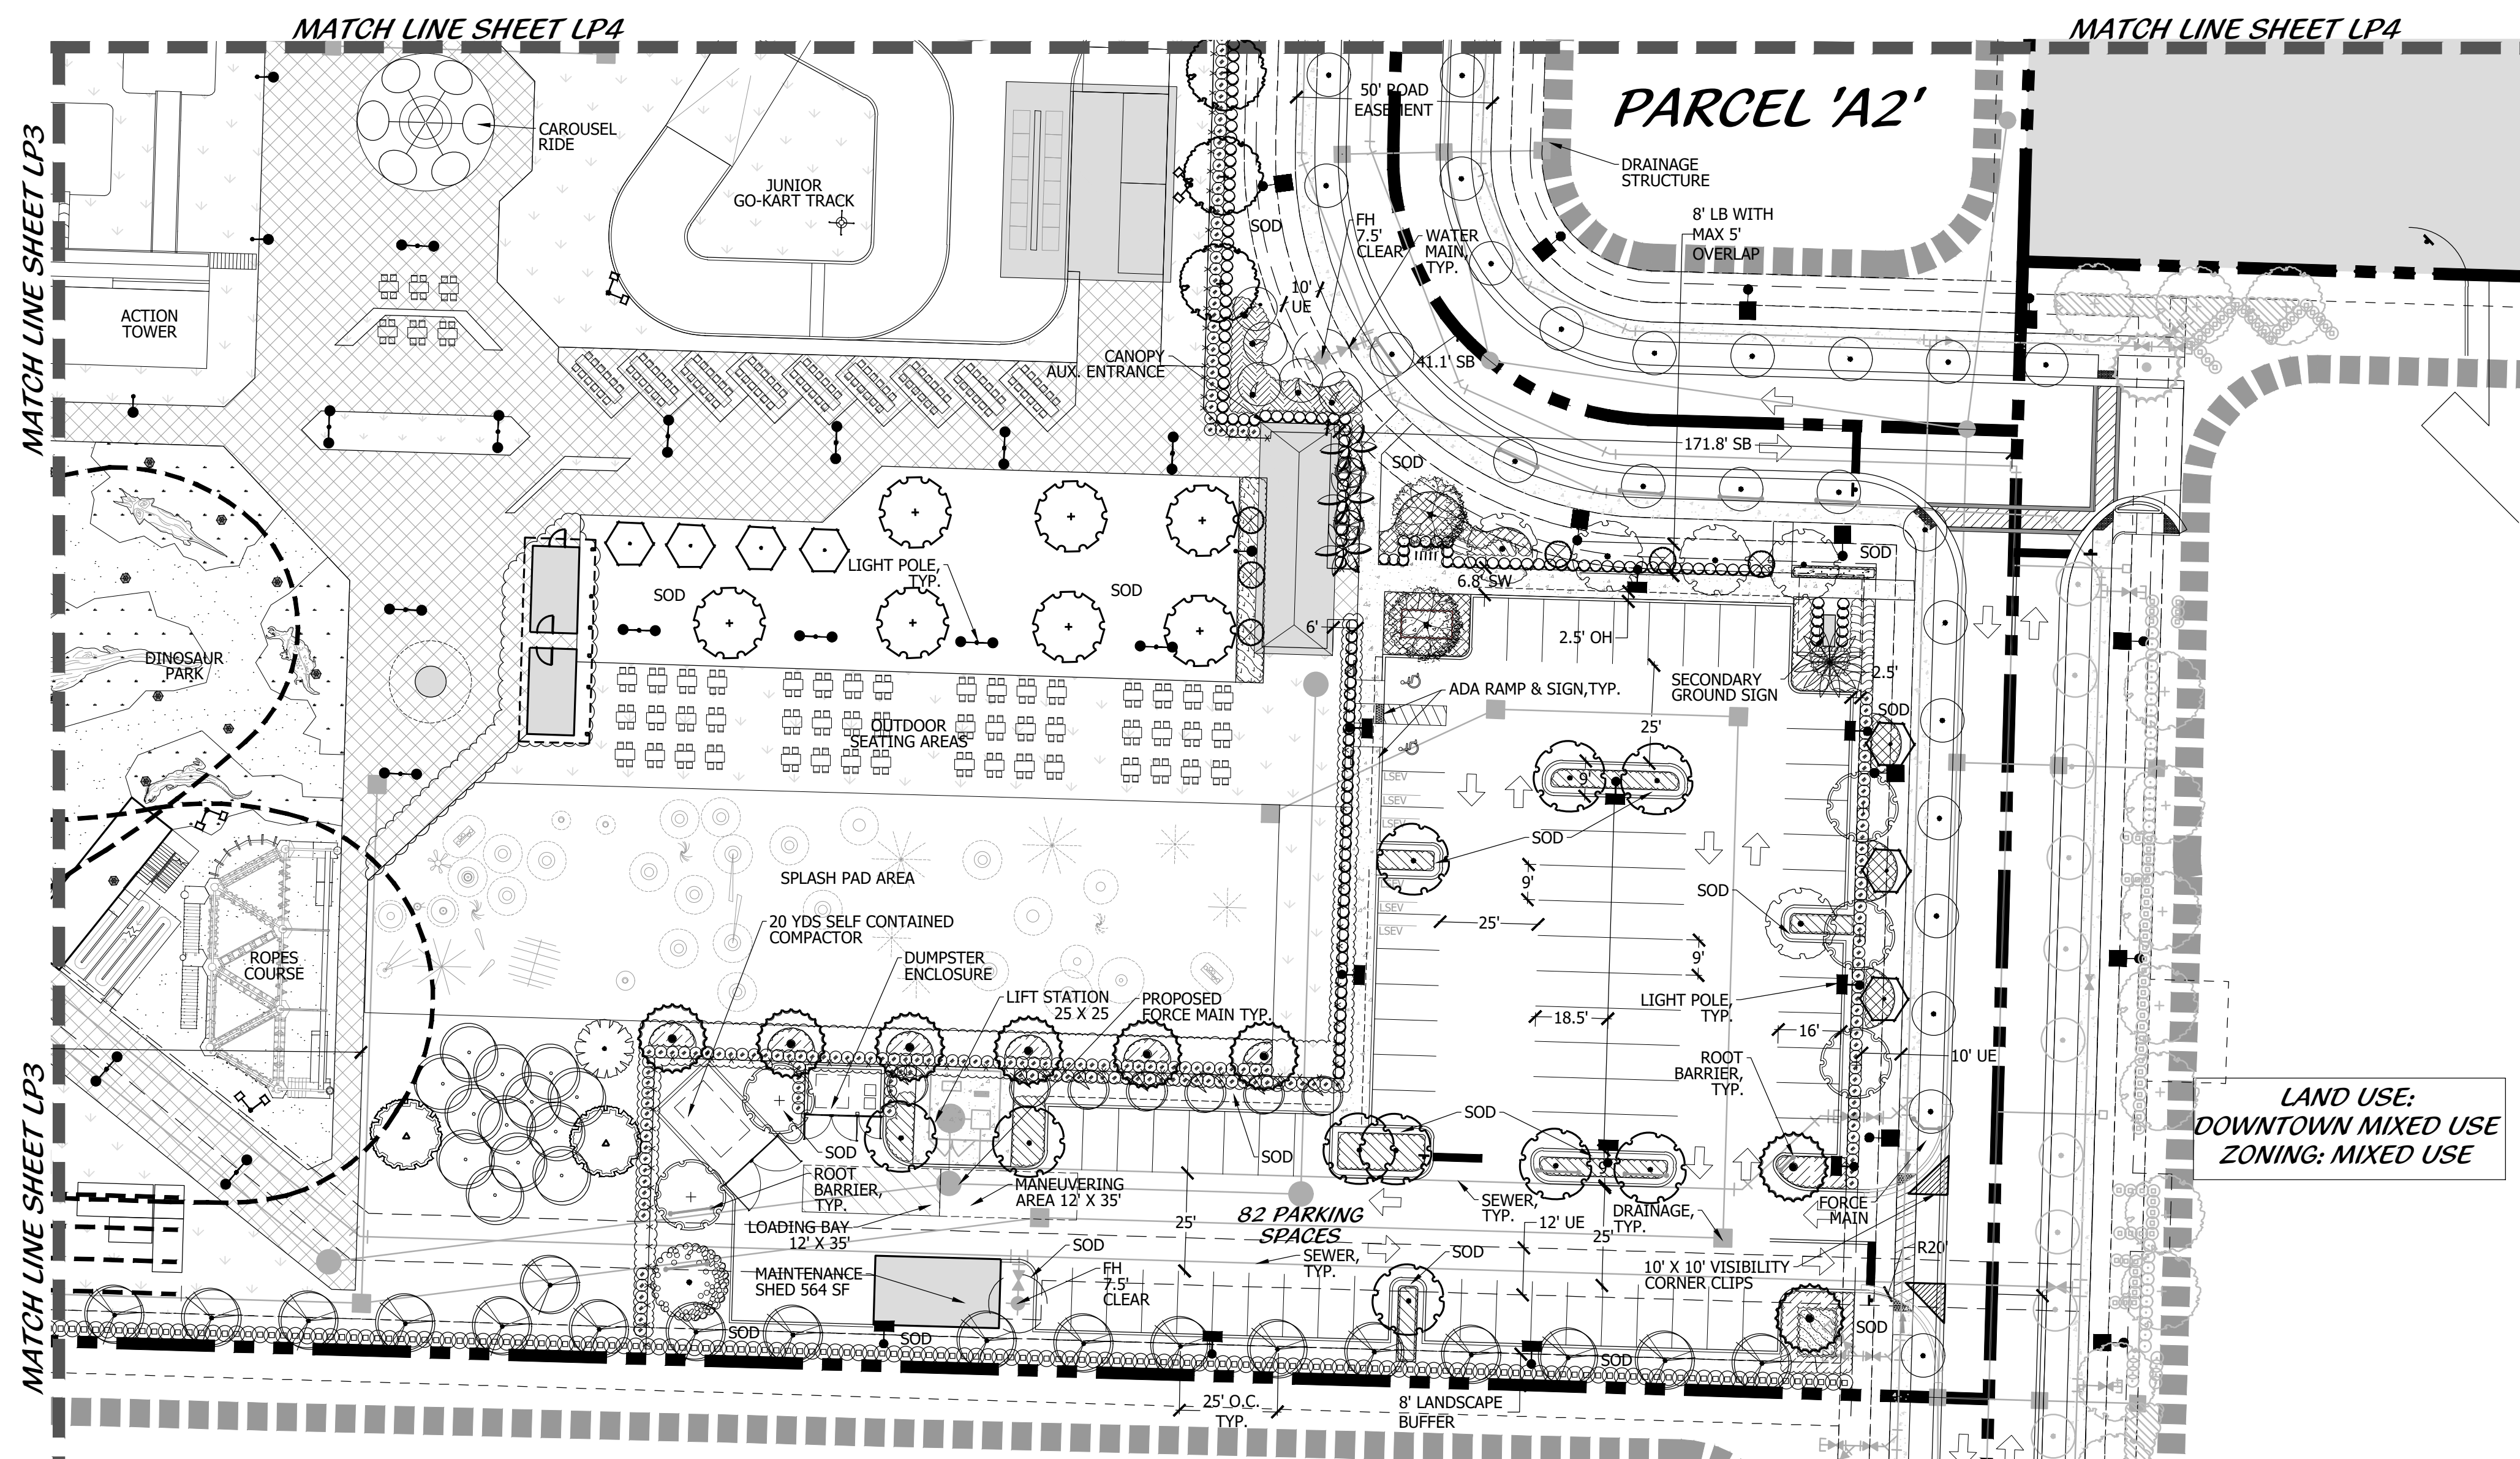 MATCH LINE SHEET LP4
MATCH LINE SHEET LP4
MATCH LINE SHEET LP3
MATCH LINE SHEET LP3
CAROUSEL
RIDE
JUNIOR
GO-KART TRACK
50' ROAD
EASEMENT
PARCEL 'A2'
DRAINAGE
STRUCTURE
8' LB WITH
MAX 5'
OVERLAP
SOD
FH
7.5'
CLEAR
WATER
MAIN,
TYP.
10'
UE
ACTION
TOWER
CANOPY
AUX. ENTRANCE
41.1' SB
171.8' SB
SOD
SOD
LIGHT POLE,
TYP.
SOD
SOD
6.8' SW
2.5' OH
6'
DINOSAUR
PARK
ADA RAMP & SIGN,TYP.
SECONDARY
GROUND SIGN
2.5'
SOD
OUTDOOR
SEATING AREAS
25'
9'
LSEV
LSEV
LSEV
LSEV
LSEV
LSEV
SOD
SPLASH PAD AREA
9'
SOD
20 YDS SELF CONTAINED
COMPACTOR
25'
DUMPSTER
ENCLOSURE
9'
ROPES
COURSE
LIFT STATION
25 X 25
PROPOSED
FORCE MAIN TYP.
LIGHT POLE,
TYP.
18.5'
16'
ROOT
BARRIER,
TYP.
10' UE
LAND USE:
DOWNTOWN MIXED USE
ZONING: MIXED USE
SOD
SOD
SOD
9'
ROOT
BARRIER,
TYP.
MANEUVERING
AREA 12' X 35'
LOADING BAY
12' X 35'
25'
82 PARKING
SPACES
SEWER,
TYP.
12' UE
DRAINAGE,
TYP.
25'
FORCE
MAIN
R20'
SOD
SEWER,
TYP.
SOD
MAINTENANCE
SHED 564 SF
FH
7.5'
CLEAR
10' X 10' VISIBILITY
CORNER CLIPS
SOD
SOD
SOD
SOD
25' O.C.
TYP.
8' LANDSCAPE
BUFFER